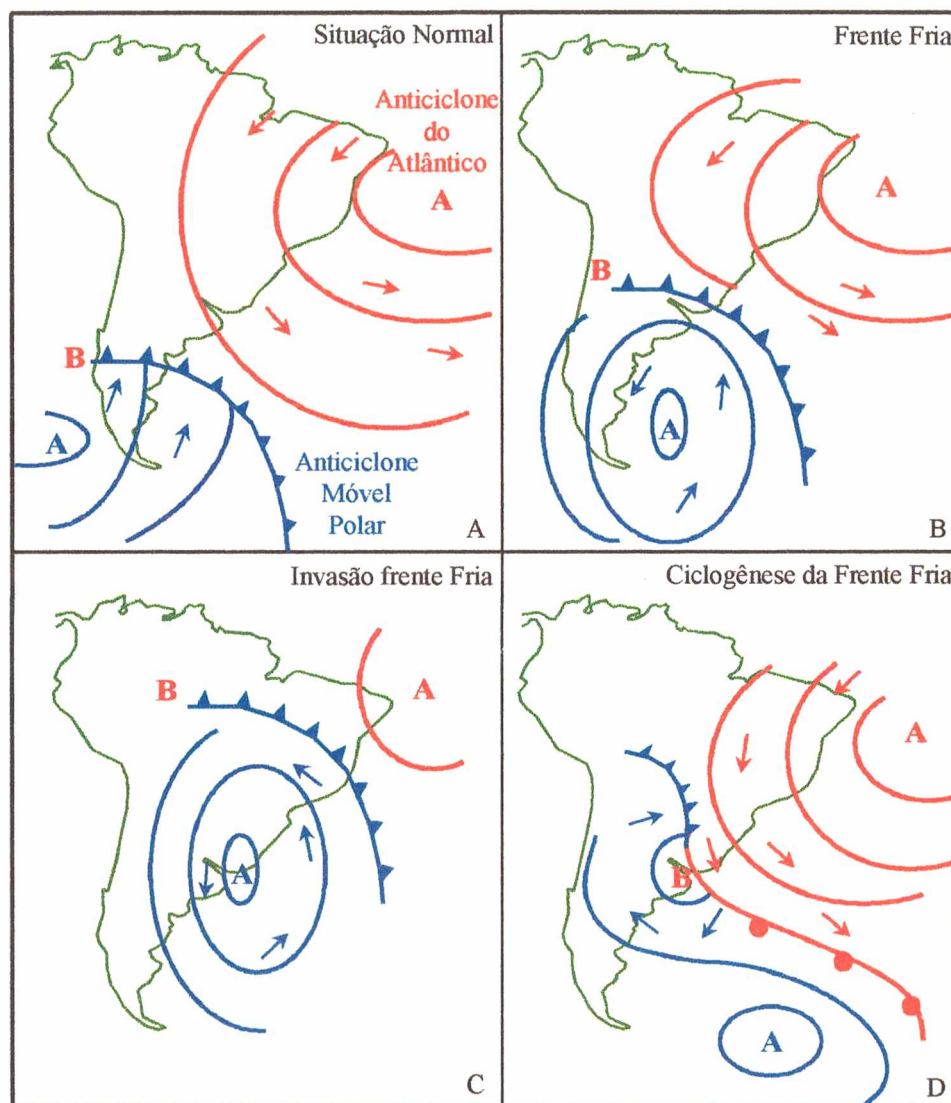 Situação Normal
Anticiclone
do
Atlântico
A
B
A
Anticiclone
Móvel
Polar
A
Frente Fria
A
B
A
B
Invasão frente Fria
B
A
A
C
Ciclogênese da Frente Fria
A
B
A
D